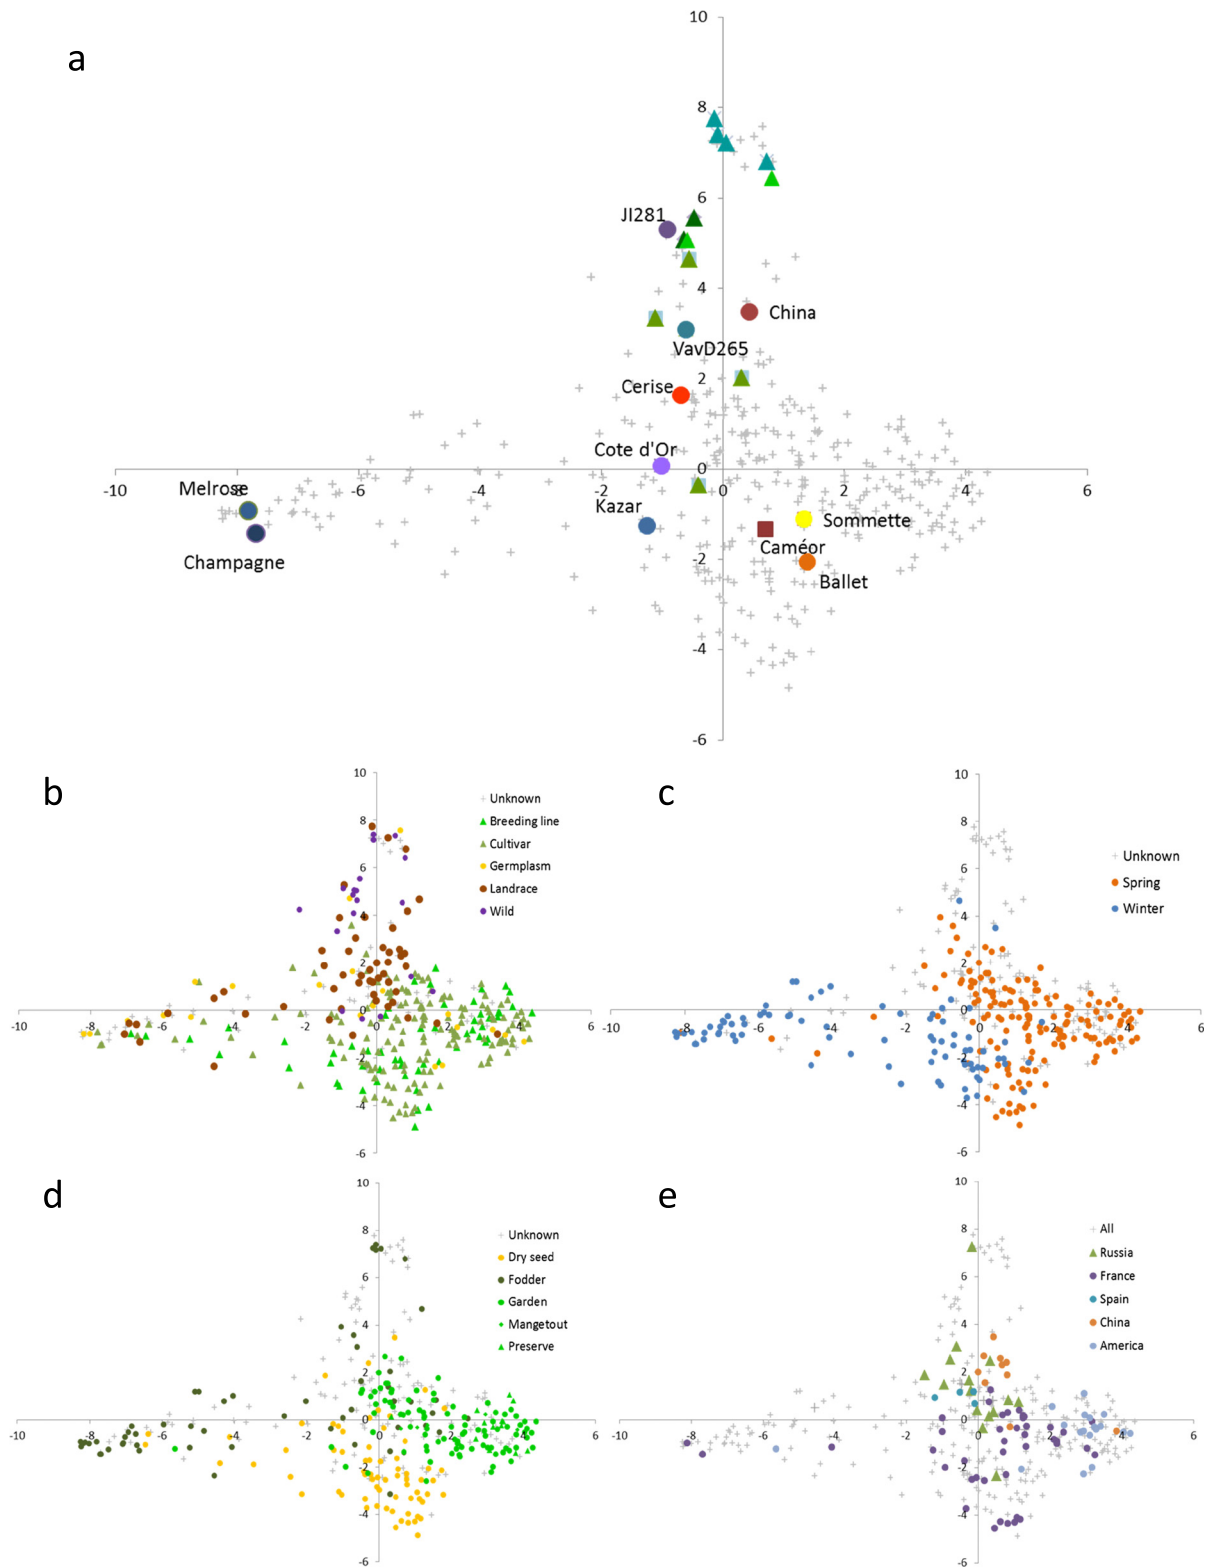 a
10
8
6
JI281
4
China
VavD265
2
Cerise
Cote d'Or
0
-10
-8
-6
-4
-2
0
2
4
6
Melrose
Kazar
Sommette
Caméor
Champagne
-2
Ballet
-4
-6
b
10
8
6
4
2
0
-2
-4
-6
-10
-8
-6
-4
-2
0
2
4
6
Unknown
Breeding line
Cultivar
Germplasm
Landrace
Wild
c
10
8
6
4
2
0
-2
-4
-6
-10
-8
-6
-4
-2
0
2
4
6
Unknown
Spring
Winter
d
10
8
6
4
2
0
-2
-4
-6
-10
-8
-6
-4
-2
0
2
4
6
Unknown
Dry seed
Fodder
Garden
Mangetout
Preserve
e
10
8
6
4
2
0
-2
-4
-6
-10
-8
-6
-4
-2
0
2
4
6
All
Russia
France
Spain
China
America